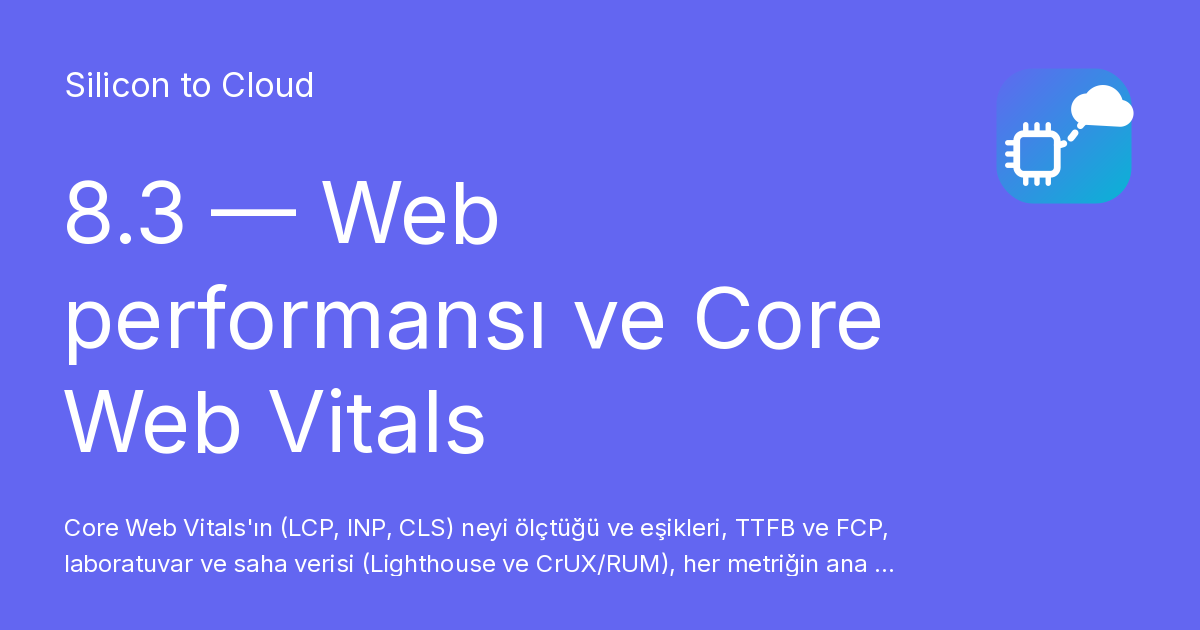 Silicon to Cloud
8.3 — Web
performansı ve Core
Web Vitals
Core Web Vitals'ın (LCP, INP, CLS) neyi ölçtüğü ve eşikleri, TTFB ve FCP,
laboratuvar ve saha verisi (Lighthouse ve CrUX/RUM), her metriğin ana ...